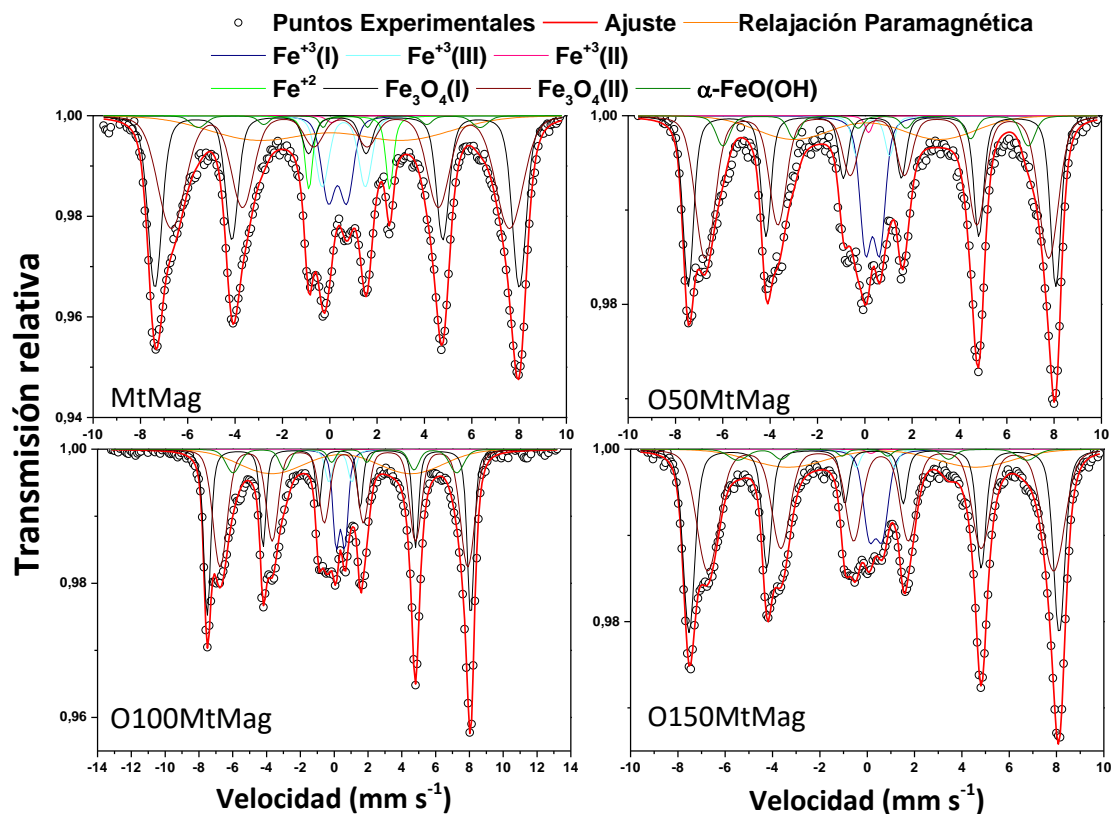 Puntos Experimentales Ajuste Relajación Paramagnética
Fe+3(I) Fe+3(III) Fe+3(II)
Fe+2 Fe3O4(I) Fe3O4(II) α-FeO(OH)
Transmisión relativa
1,00
0,98
0,96
0,94
MtMag
-10 -8 -6 -4 -2 0 2 4 6 8 10
1,00
0,98
O50MtMag
-10 -8 -6 -4 -2 0 2 4 6 8 10
1,00
0,98
0,96
O100MtMag
-14 -12 -10 -8 -6 -4 -2 0 2 4 6 8 10 12 14
Velocidad (mm s-1)
1,00
0,98
O150MtMag
-10 -8 -6 -4 -2 0 2 4 6 8 10
Velocidad (mm s-1)